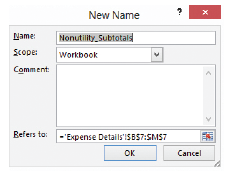 New Name
?
Name: Nonutility_Subtotals
Scope: Workbook
Comment:
Refers to: ='Expense Details'!$B$7:$M$7
OK Cancel